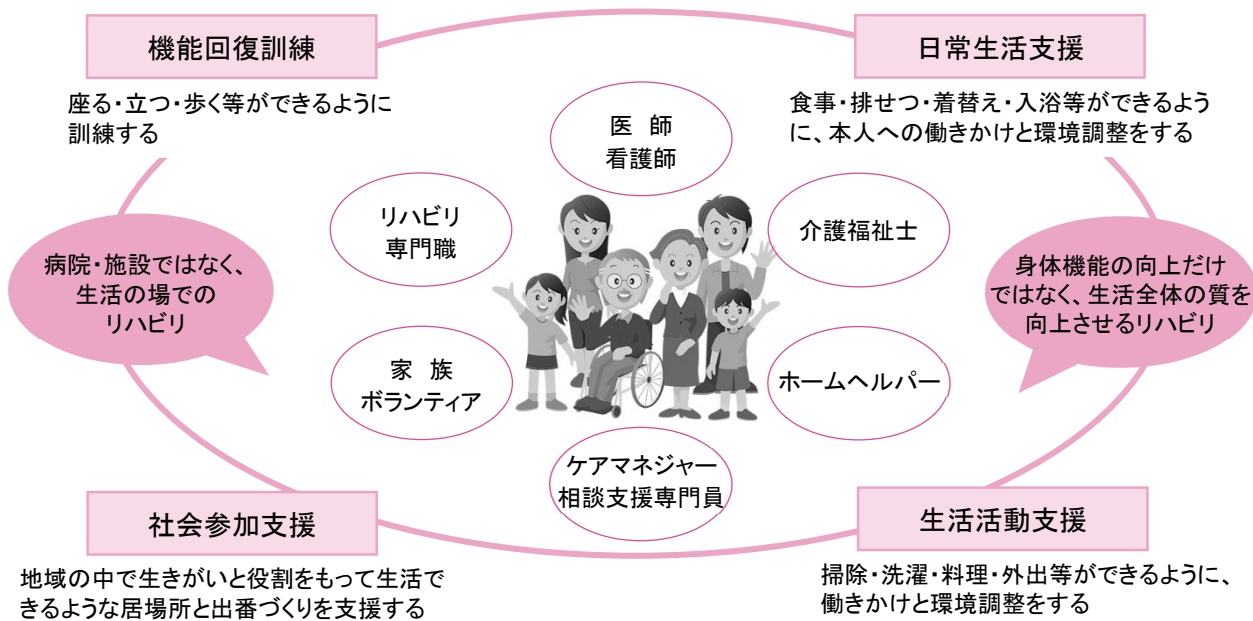 機能回復訓練
座る・立つ・歩く等ができるように
訓練する
日常生活支援
食事・排せつ・着替え・入浴等ができるよう
に、本人への働きかけと環境調整をする
医 師
看護師
リハビリ
専門職
介護福祉士
病院・施設ではなく、
生活の場での
リハビリ
身体機能の向上だけ
ではなく、生活全体の質を
向上させるリハビリ
家 族
ボランティア
ホームヘルパー
ケアマネジャー
相談支援専門員
社会参加支援
地域の中で生きがいと役割をもって生活で
きるような居場所と出番づくりを支援する
生活活動支援
掃除・洗濯・料理・外出等ができるように、
働きかけと環境調整をする